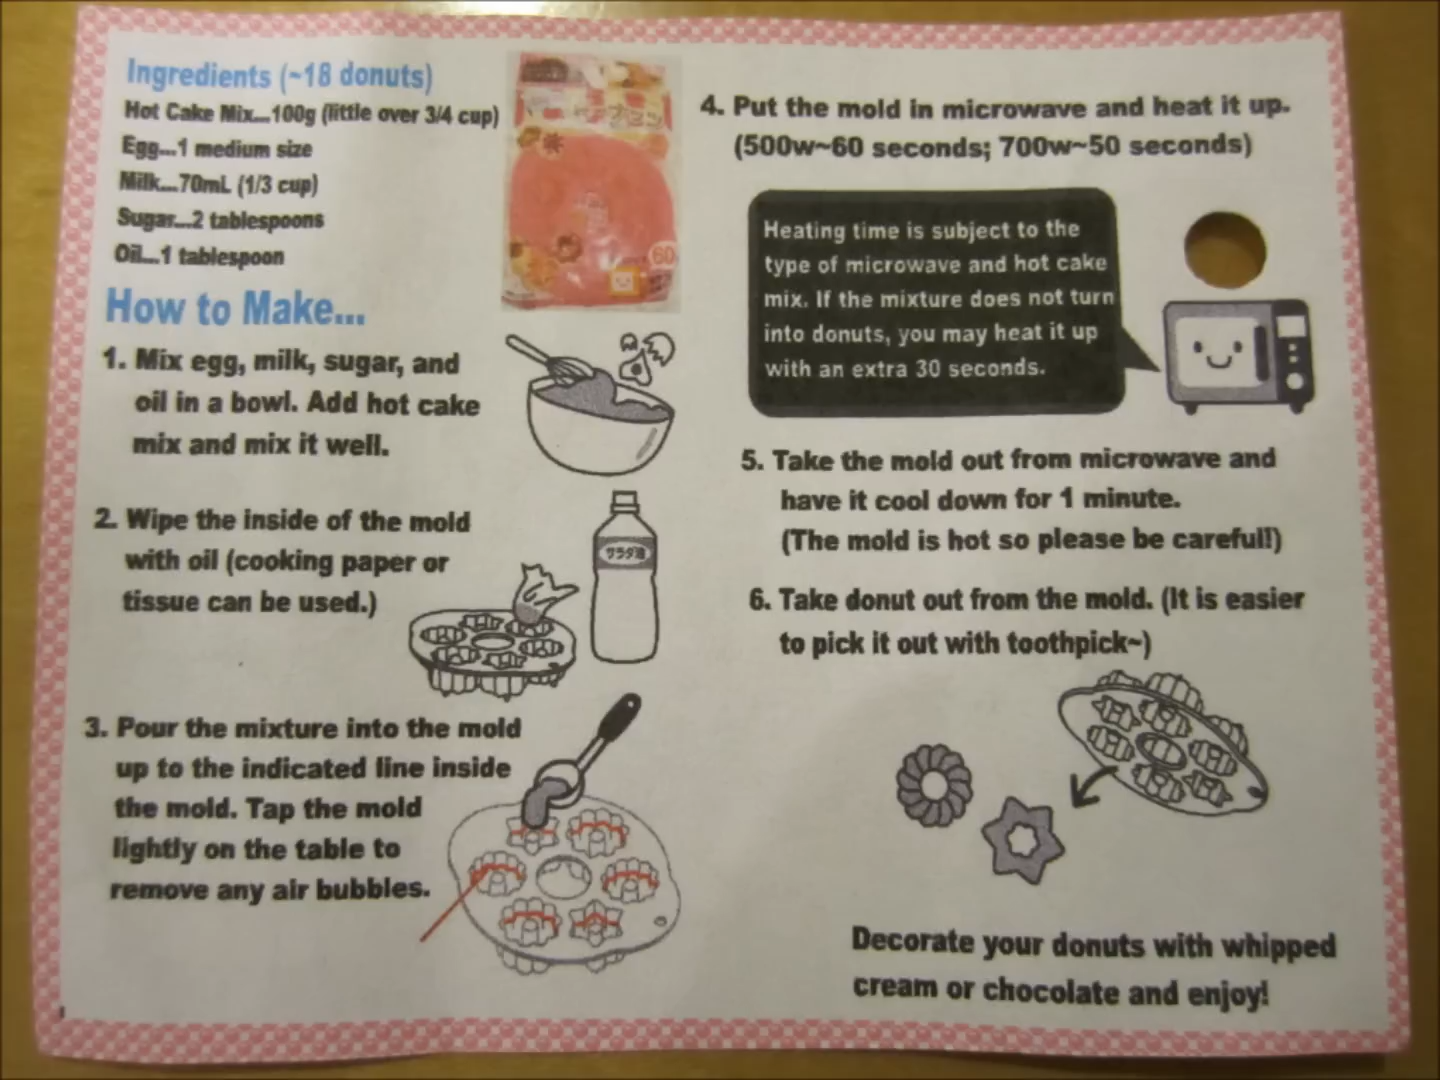 Ingredients (~18 donuts)
Hot Cake Mix...100g (little over 3/4 cup)
Egg...1 medium size
Milk...70mL (1/3 cup)
Sugar...2 tablespoons
Oil...1 tablespoon
How to Make...
1. Mix egg, milk, sugar, and
oil in a bowl. Add hot cake
mix and mix it well.
2. Wipe the inside of the mold
with oil (cooking paper or
tissue can be used.)
サラダ油
3. Pour the mixture into the mold
up to the indicated line inside
the mold. Tap the mold
lightly on the table to
remove any air bubbles.
4. Put the mold in microwave and heat it up.
(500w~60 seconds; 700w~50 seconds)
Heating time is subject to the
type of microwave and hot cake
mix. If the mixture does not turn
into donuts, you may heat it up
with an extra 30 seconds.
5. Take the mold out from microwave and
have it cool down for 1 minute.
(The mold is hot so please be careful!)
6. Take donut out from the mold. (It is easier
to pick it out with toothpick~)
Decorate your donuts with whipped
cream or chocolate and enjoy!
60